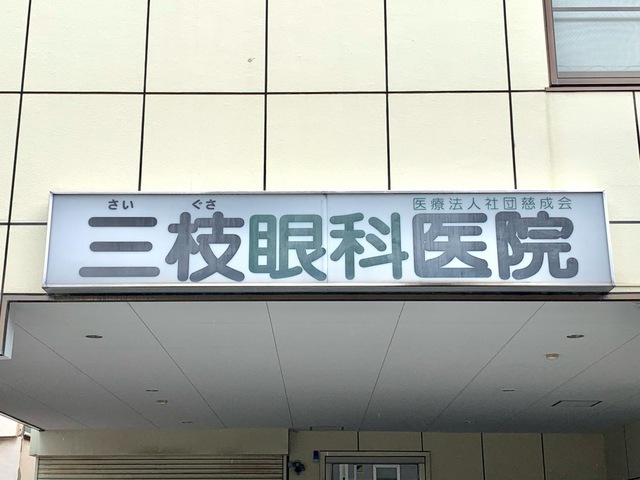 医療法人社団慈成会
さい ぐさ
三枝眼科医院